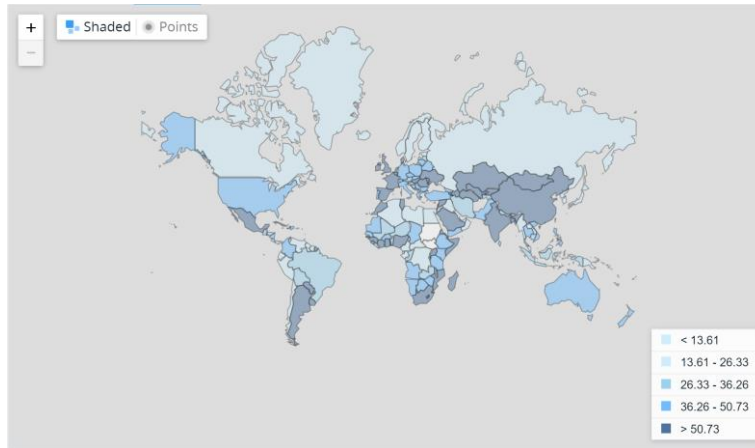 +
Shaded Points
−
< 13.61
13.61 - 26.33
26.33 - 36.26
36.26 - 50.73
> 50.73